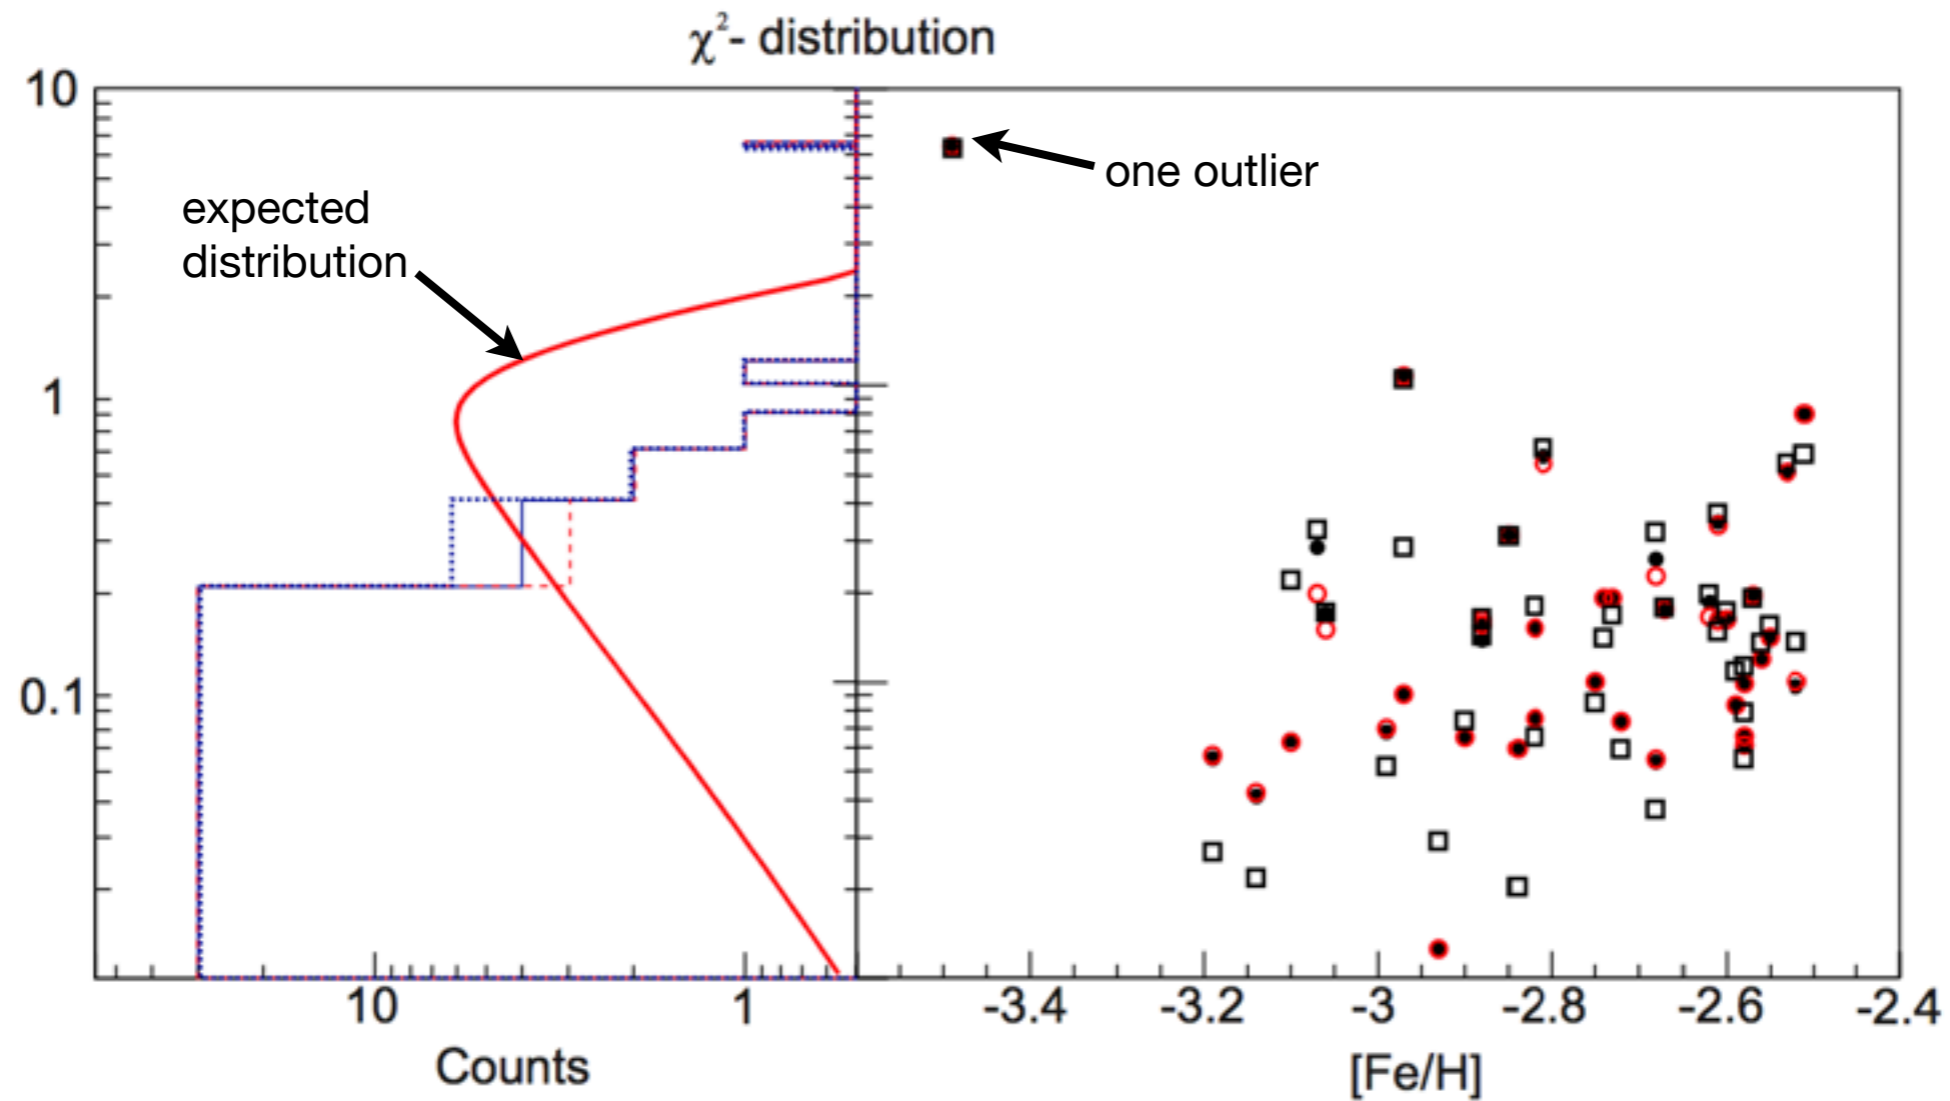 χ²- distribution
10
1
0.1
expected
distribution
one outlier
10
1
-3.4
-3.2
-3
-2.8
-2.6
-2.4
Counts
[Fe/H]